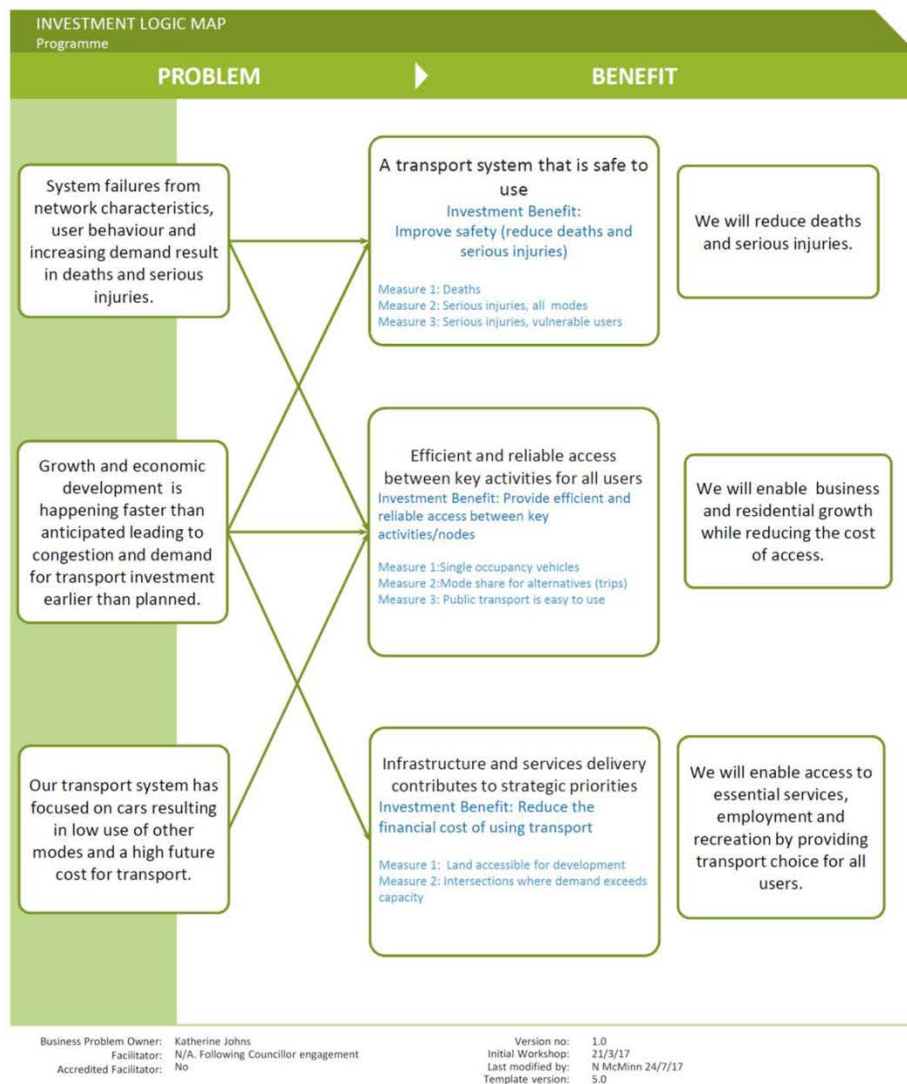 INVESTMENT LOGIC MAP
Programme
PROBLEM
BENEFIT
System failures from
network characteristics,
user behaviour and
increasing demand result
in deaths and serious
injuries.
A transport system that is safe to
use
Investment Benefit:
Improve safety (reduce deaths and
serious injuries)
Measure 1: Deaths
Measure 2: Serious injuries, all modes
Measure 3: Serious injuries, vulnerable users
We will reduce deaths
and serious injuries.
Growth and economic
development is
happening faster than
anticipated leading to
congestion and demand
for transport investment
earlier than planned.
Efficient and reliable access
between key activities for all users
Investment Benefit: Provide efficient and
reliable access between key
activities/nodes
Measure 1:Single occupancy vehicles
Measure 2:Mode share for alternatives (trips)
Measure 3: Public transport is easy to use
We will enable business
and residential growth
while reducing the cost
of access.
Our transport system has
focused on cars resulting
in low use of other
modes and a high future
cost for transport.
Infrastructure and services delivery
contributes to strategic priorities
Investment Benefit: Reduce the
financial cost of using transport
Measure 1: Land accessible for development
Measure 2: Intersections where demand exceeds
capacity
We will enable access to
essential services,
employment and
recreation by providing
transport choice for all
users.
Business Problem Owner: Katherine Johns
Facilitator: N/A. Following Councillor engagement
Accredited Facilitator: No
Version no: 1.0
Initial Workshop: 21/3/17
Last modified by: N McMinn 24/7/17
Template version: 5.0